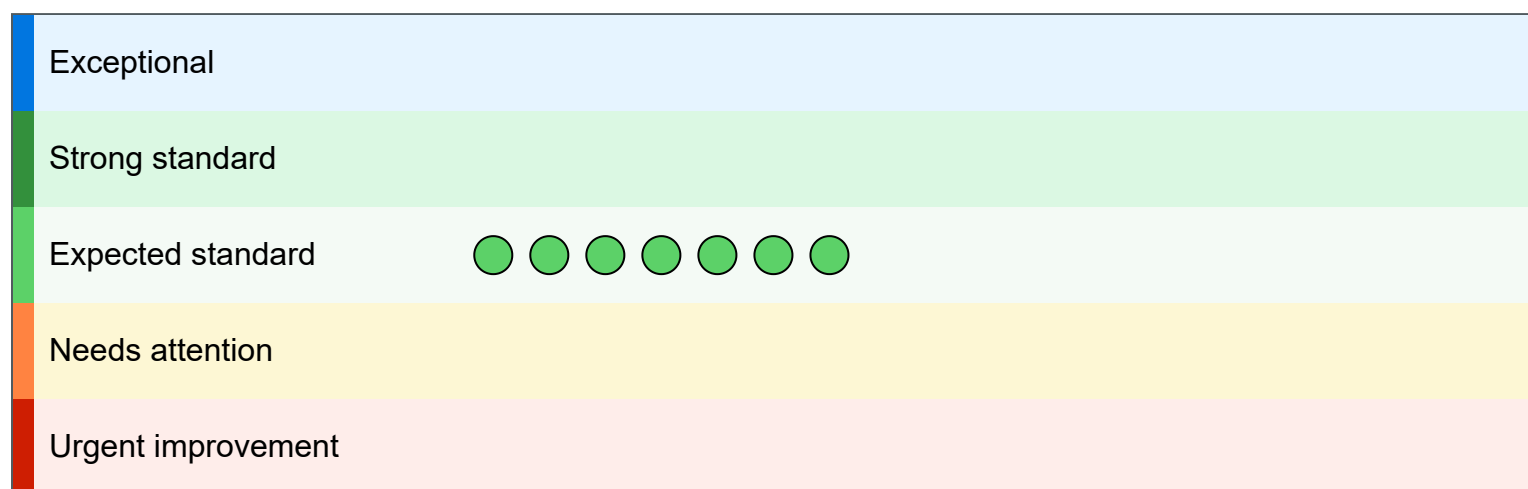 Exceptional
Strong standard
Expected standard
Needs attention
Urgent improvement